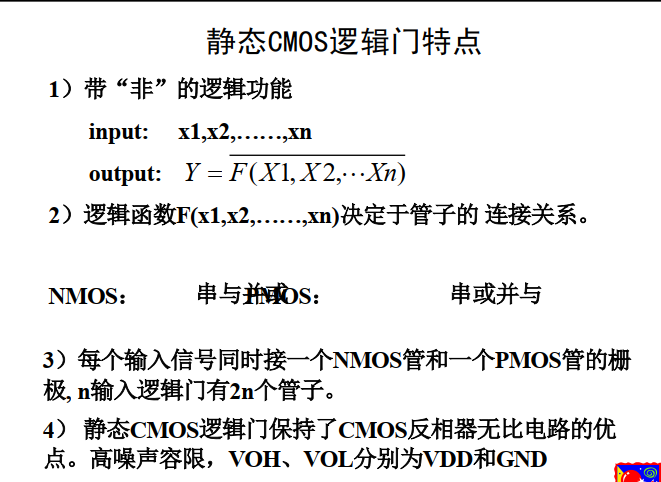 静态CMOS逻辑门特点
1）带“非”的逻辑功能
input: x1,x2,……,xn
output: Y = F(X1, X2,⋯Xn)
2）逻辑函数F(x1,x2,……,xn)决定于管子的 连接关系。
NMOS： 串与并或 PMOS： 串或并与
3）每个输入信号同时接一个NMOS管和一个PMOS管的栅
极, n输入逻辑门有2n个管子。
4） 静态CMOS逻辑门保持了CMOS反相器无比电路的优
点。高噪声容限，VOH、VOL分别为VDD和GND